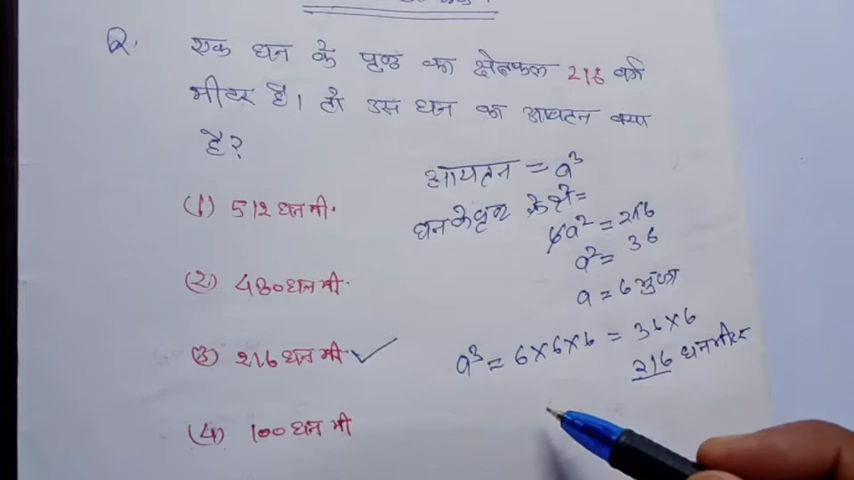 Q. एक घन के पृष्ठ का क्षेत्रफल 216 वर्ग
मीटर है। तो उस घन का आयतन क्या
है?
(1) 512 घन मी.
(2) 480 घन मी.
(3) 216 घन मी.
(4) 100 घन मी
आयतन = a³
घन के पृष्ठ क्षे =
6a² = 216
a² = 36
a = 6 भुजा
a³ = 6×6×6 = 36×6
216 घन मीटर